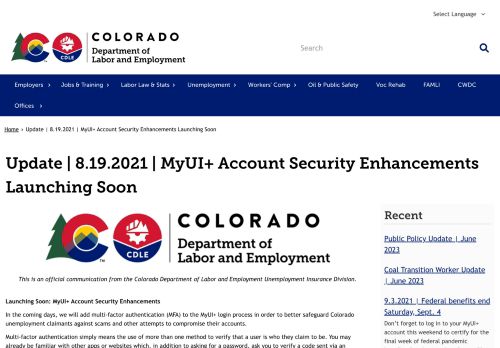 Select Language
COLORADO
Department of
Labor and Employment
CDLE
Search
Employers
Jobs & Training
Labor Law & Stats
Unemployment
Workers' Comp
Oil & Public Safety
Voc Rehab
FAMLI
CWDC
Offices
Home › Update | 8.19.2021 | MyUI+ Account Security Enhancements Launching Soon
Update | 8.19.2021 | MyUI+ Account Security Enhancements
Launching Soon
COLORADO
Department of
Labor and Employment
CDLE
TM
This is an official communication from the Colorado Department of Labor and Employment Unemployment Insurance Division.
Launching Soon: MyUI+ Account Security Enhancements
In the coming days, we will add multi-factor authentication (MFA) to the MyUI+ login process in order to better safeguard Colorado
unemployment claimants against scams and other attempts to compromise their accounts.
Multi-factor authentication simply means the use of more than one method to verify that a user is who they claim to be. You may
already be familiar with other apps or websites which, in addition to asking for a password, ask you to verify a code sent via an
Recent
Public Policy Update | June
2023
Coal Transition Worker Update
| June 2023
9.3.2021 | Federal benefits end
Saturday, Sept. 4
Don't forget to log in to your MyUI+
account this weekend to certify for the
final week of federal pandemic